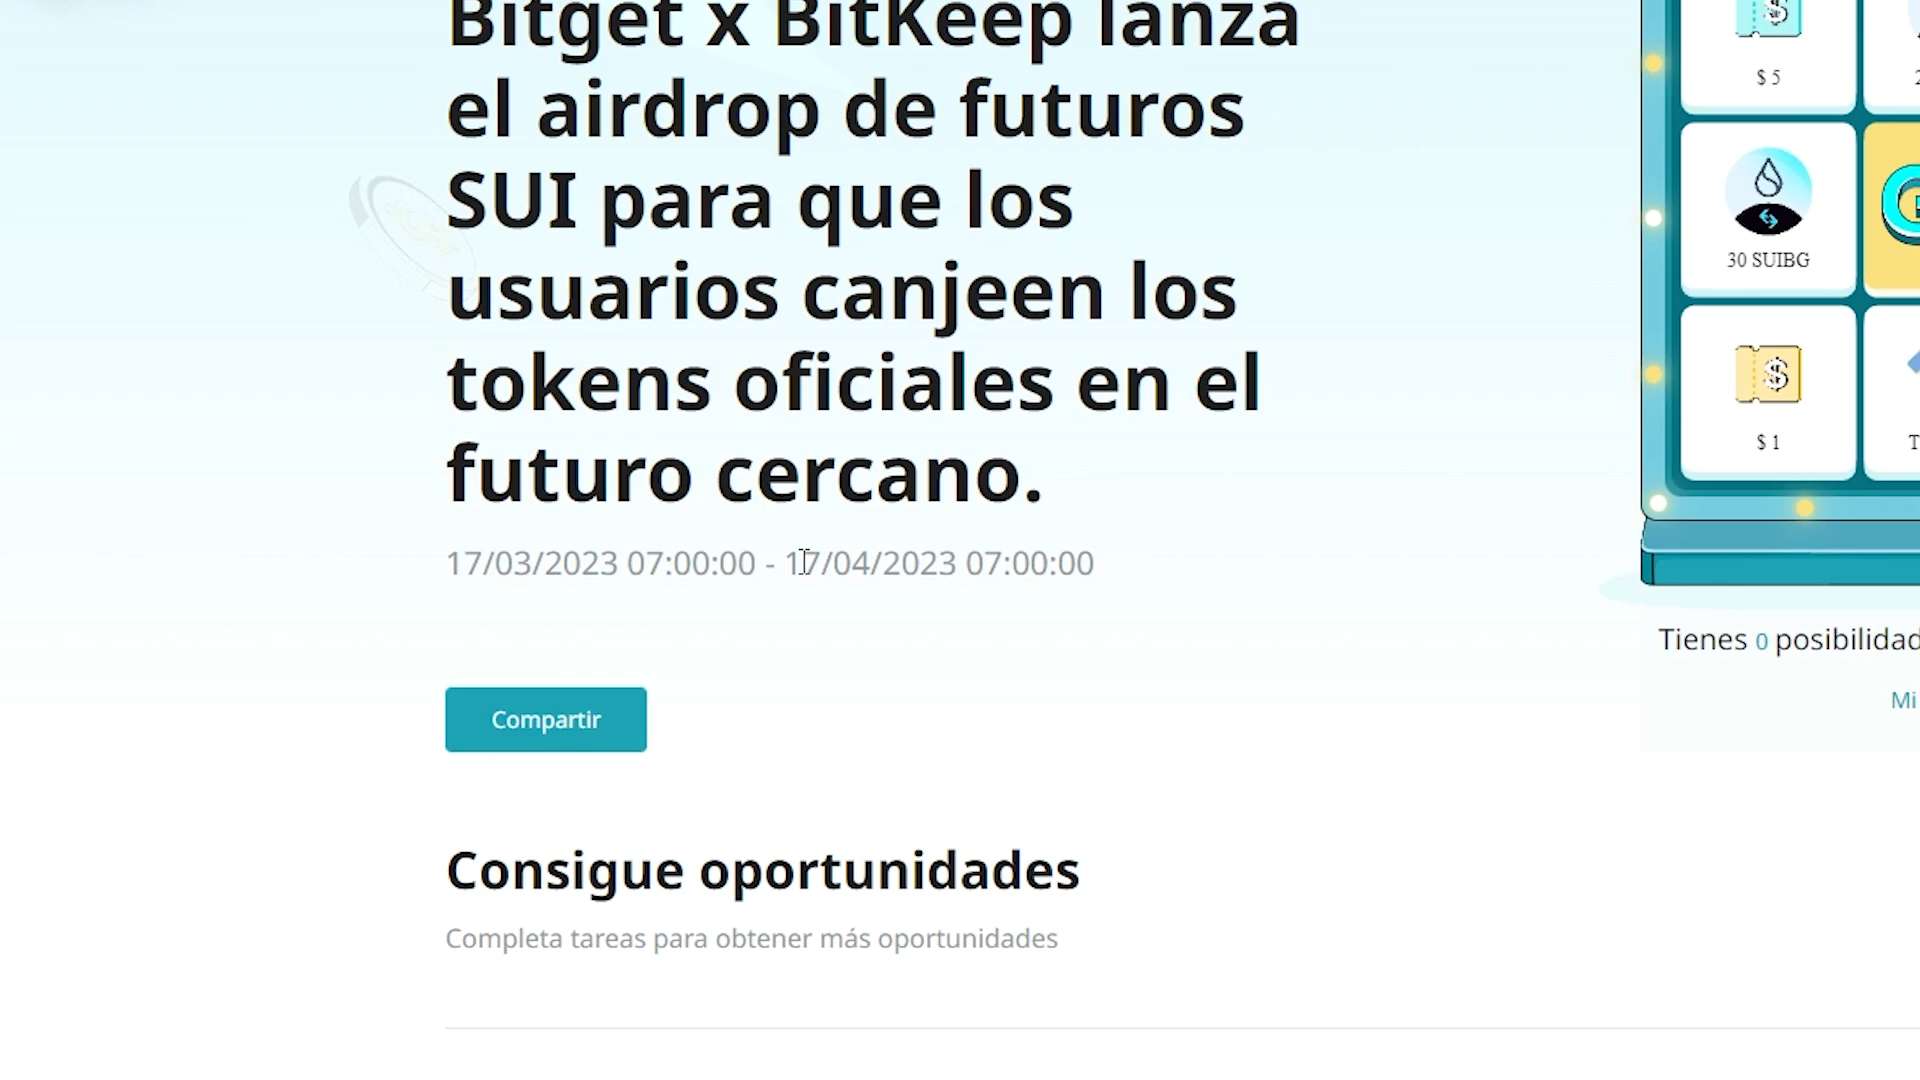 Bitget x BitKeep lanza
el airdrop de futuros
SUI para que los
usuarios canjeen los
tokens oficiales en el
futuro cercano.
17/03/2023 07:00:00 - 17/04/2023 07:00:00
Compartir
Consigue oportunidades
Completa tareas para obtener más oportunidades
$ 5
30 SUIBG
$ 1
Tienes 0 posibilidad
Mi